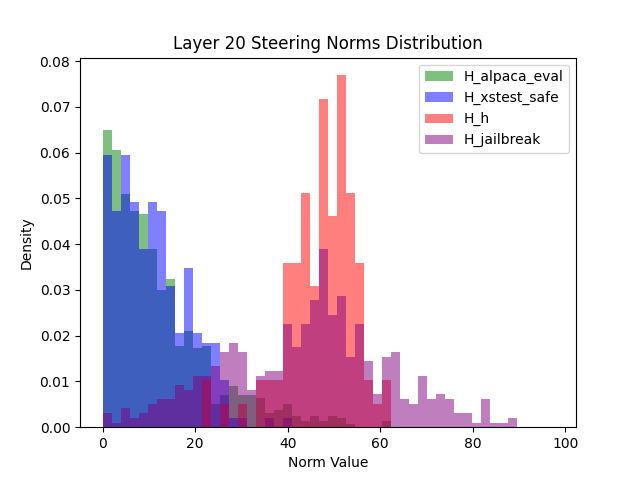 Layer 20 Steering Norms Distribution
H_alpaca_eval
H_xstest_safe
H_h
H_jailbreak
Density
0.08
0.07
0.06
0.05
0.04
0.03
0.02
0.01
0.00
0 20 40 60 80 100
Norm Value